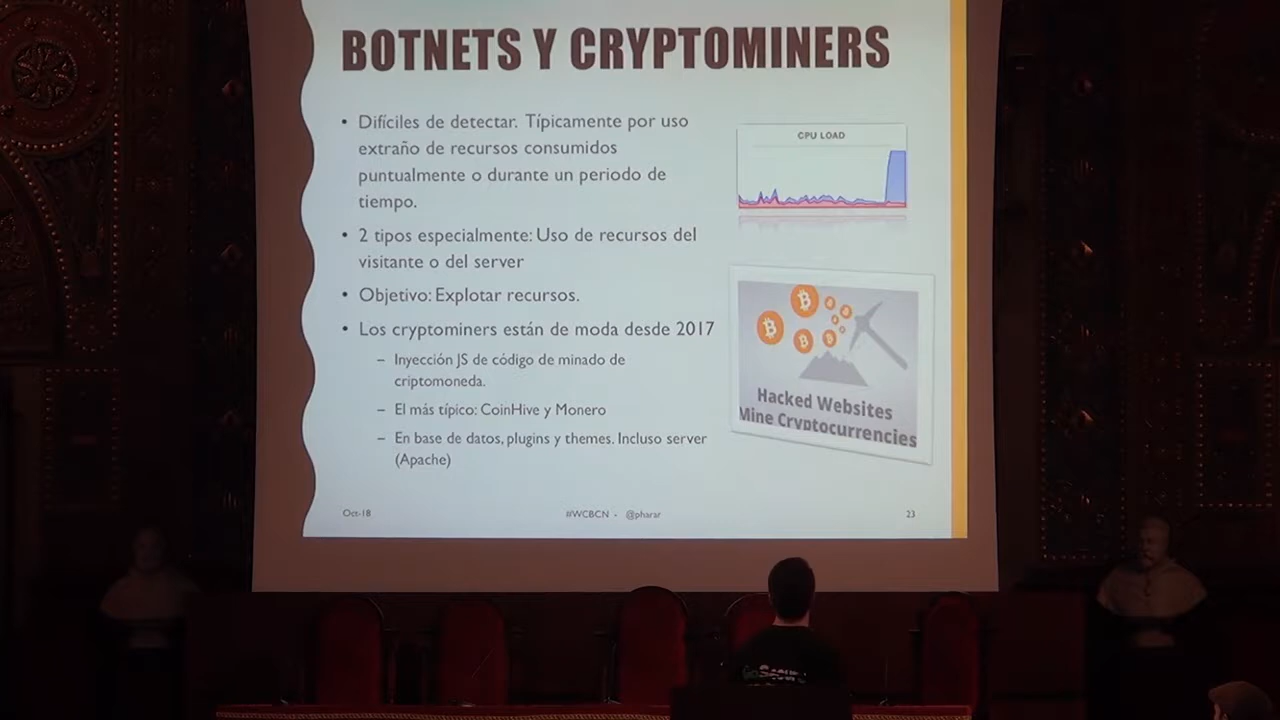 BOTNETS Y CRYPTOMINERS
• Difíciles de detectar. Típicamente por uso
extraño de recursos consumidos
puntualmente o durante un periodo de
tiempo.
• 2 tipos especialmente: Uso de recursos del
visitante o del server
• Objetivo: Explotar recursos.
• Los cryptominers están de moda desde 2017
– Inyección JS de código de minado de
criptomoneda.
– El más típico: CoinHive y Monero
– En base de datos, plugins y themes. Incluso server
(Apache)
CPU LOAD
Hacked Websites
Mine Cryptocurrencies
Oct-18
#WCBCN - @pharar
23